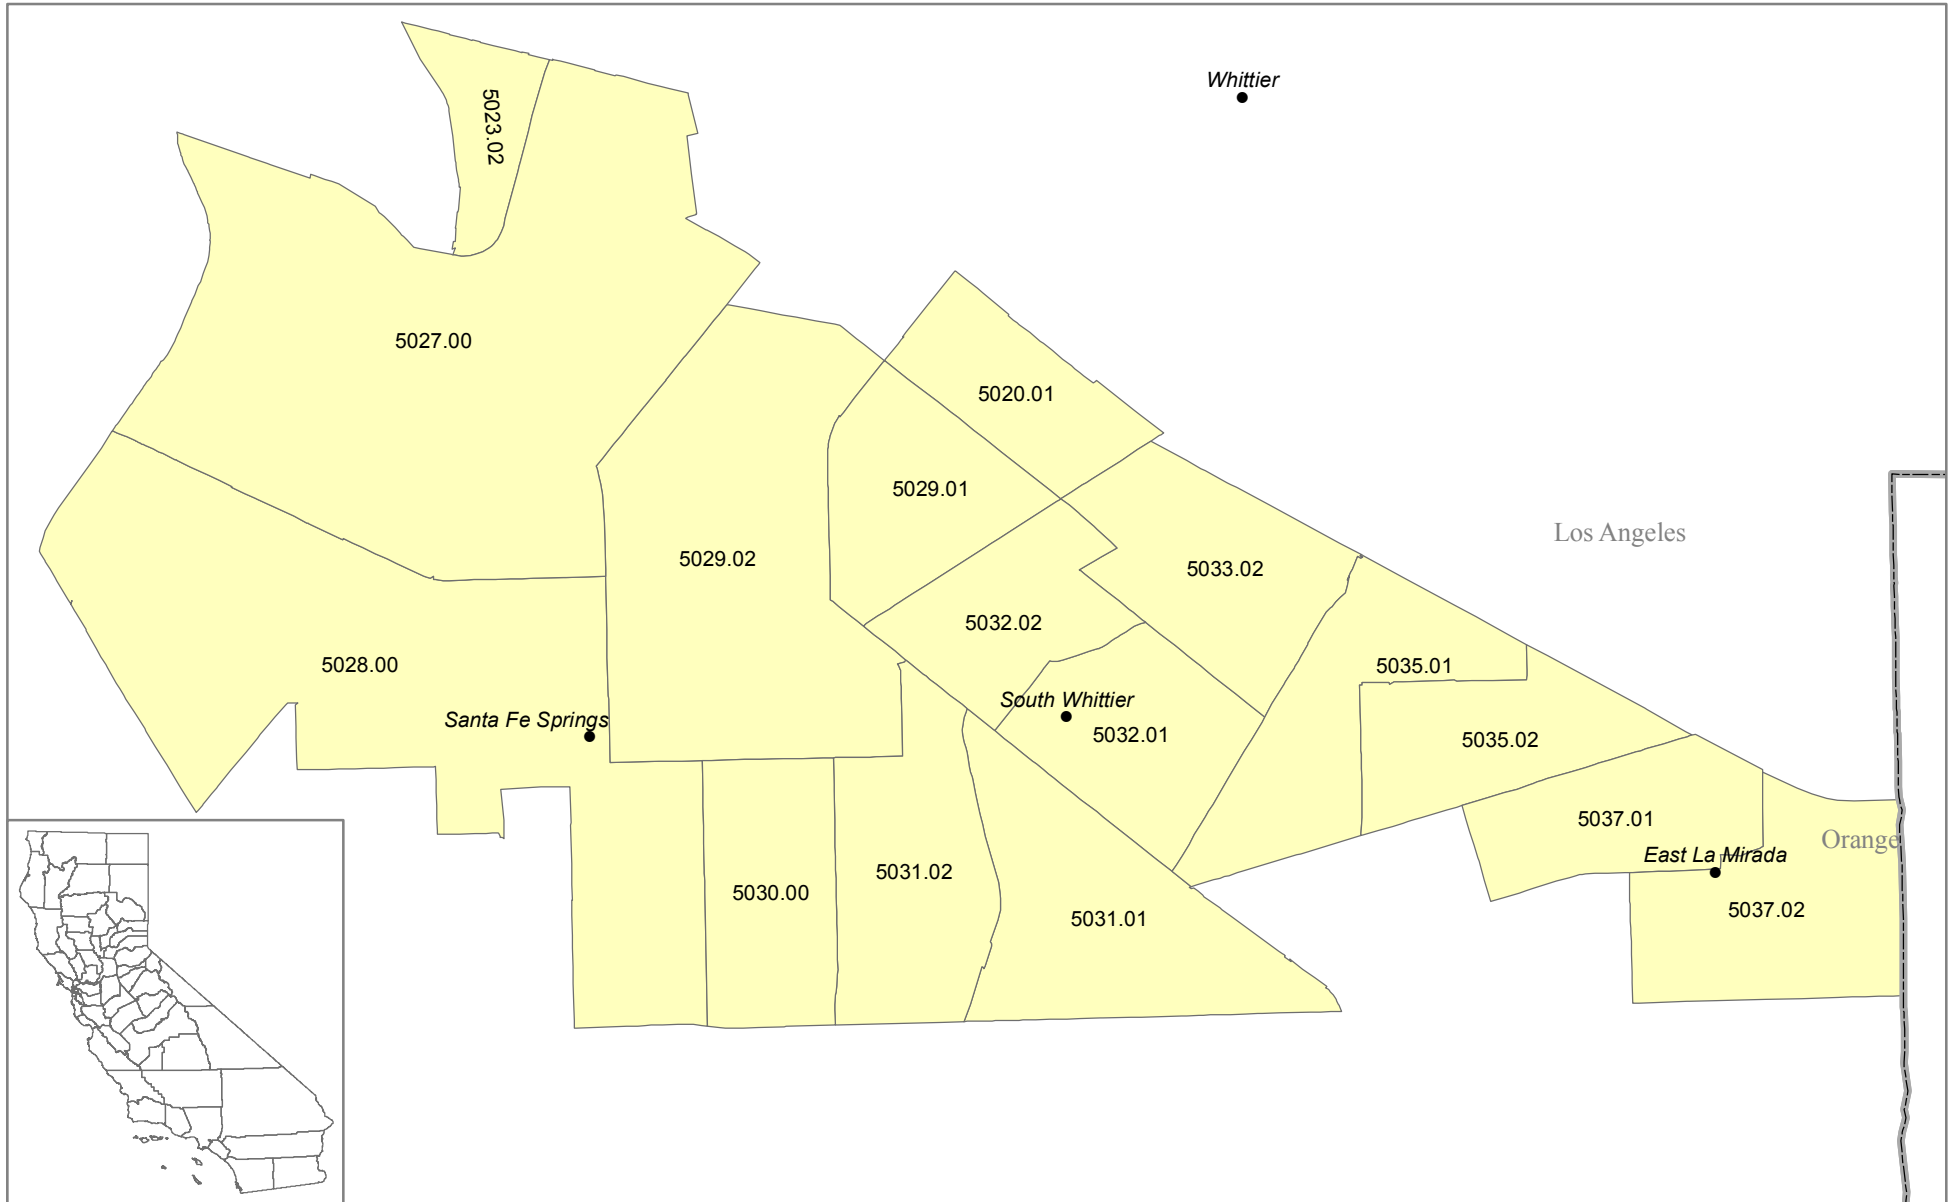 Whittier
5023.02
5027.00
5020.01
5029.01
Los Angeles
5029.02
5033.02
5032.02
5028.00
5035.01
South Whittier
Santa Fe Springs
5032.01
5035.02
5037.01
Orange
East La Mirada
5031.02
5030.00
5037.02
5031.01